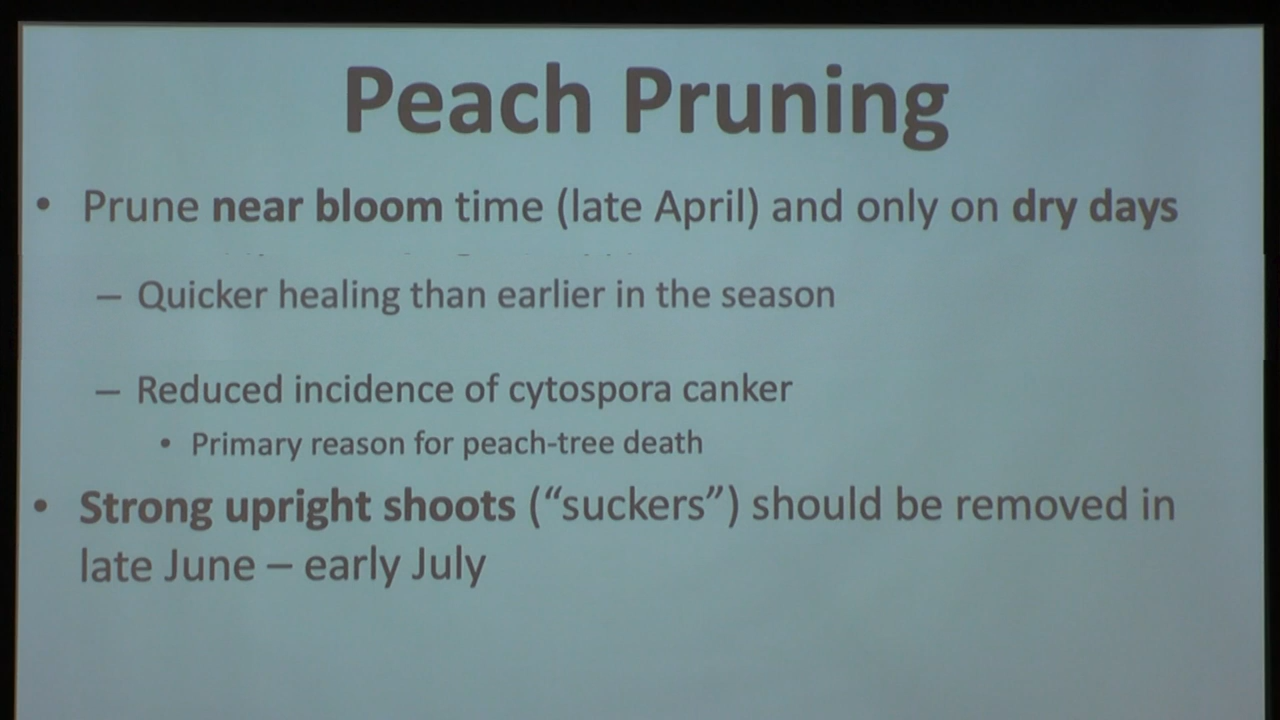 Peach Pruning
• Prune near bloom time (late April) and only on dry days
– Quicker healing than earlier in the season
– Reduced incidence of cytospora canker
• Primary reason for peach-tree death
• Strong upright shoots (“suckers”) should be removed in
late June – early July